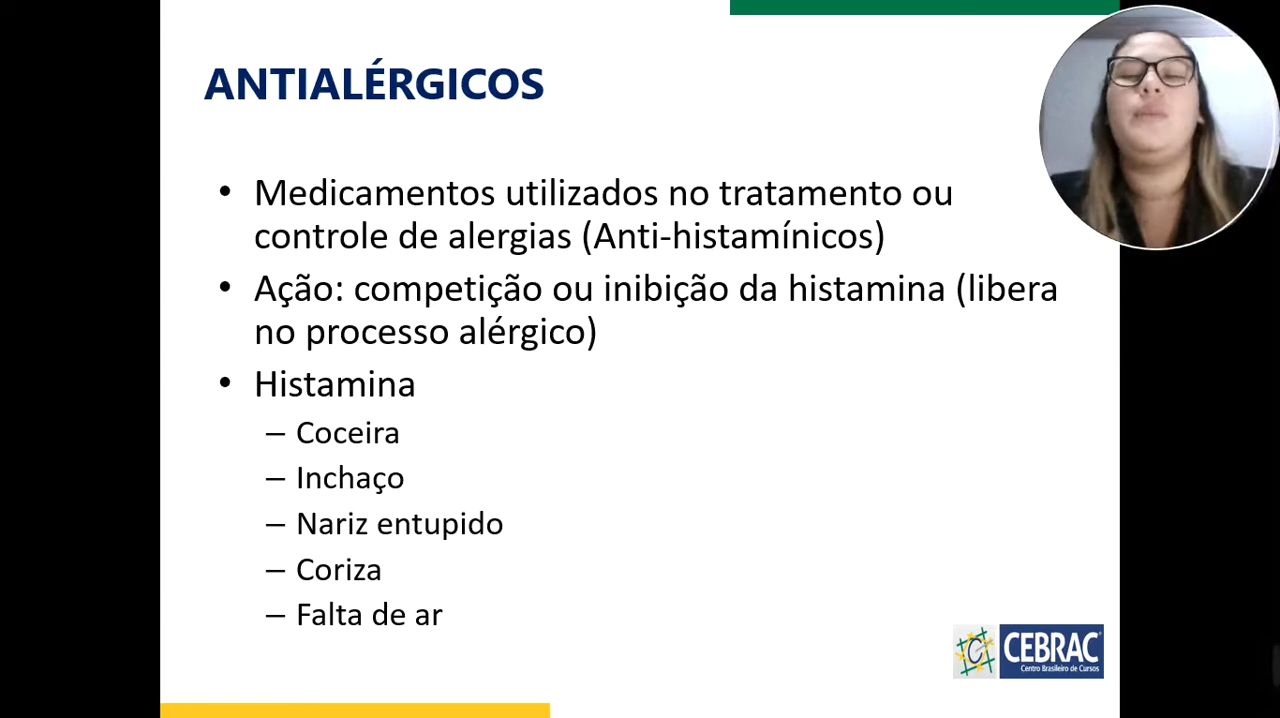 ANTIALÉRGICOS
• Medicamentos utilizados no tratamento ou
controle de alergias (Anti-histamínicos)
• Ação: competição ou inibição da histamina (libera
no processo alérgico)
• Histamina
– Coceira
– Inchaço
– Nariz entupido
– Coriza
– Falta de ar
CEBRAC
Centro Brasileiro de Cursos